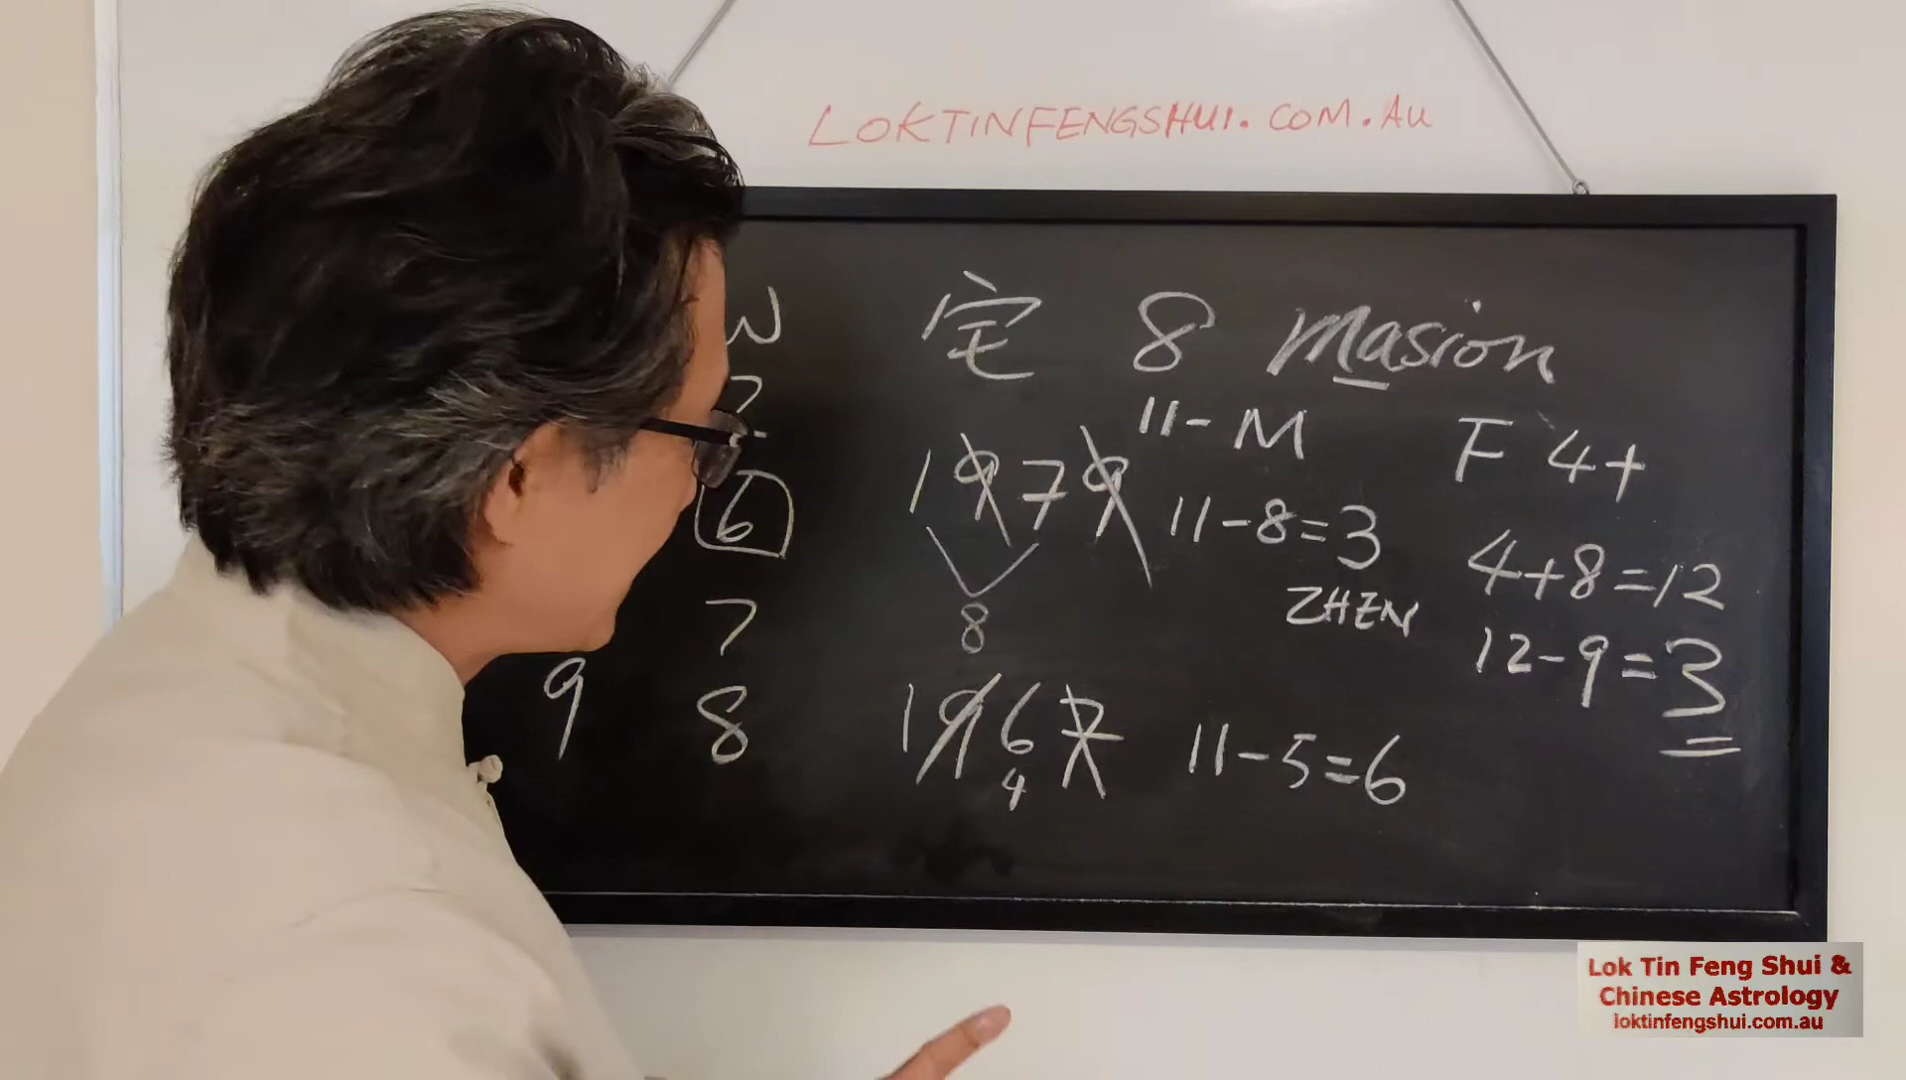 LOKTINFENGSHUI.COM.Au
W
宅 8 masion
11-M
F 4+
1979
11-8=3
6
4+8=12
ZHEN
8
7
12-9=3
9
8
1967
11-5=6
4
Lok Tin Feng Shui &
Chinese Astrology
loktinfengshui.com.au